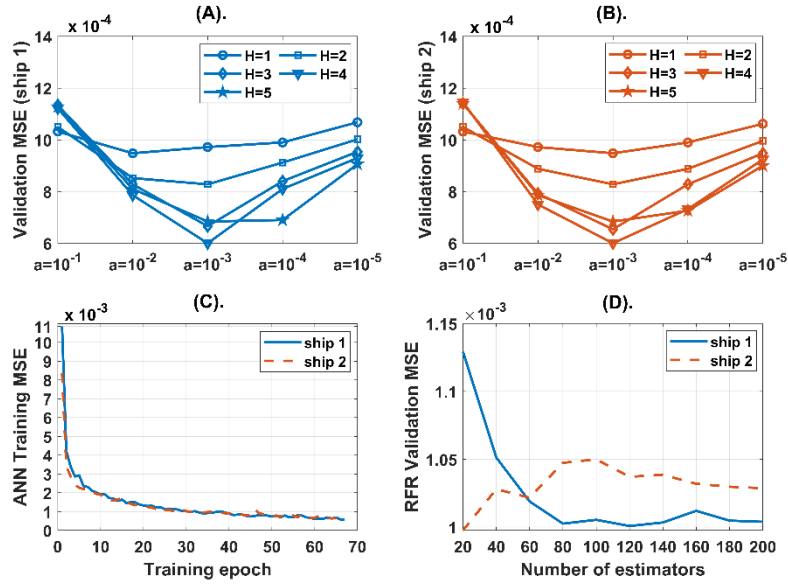 (A).
x 10-4
Validation MSE (ship 1)
14
12
10
8
6
H=1 H=2
H=3 H=4
H=5
a=10-1 a=10-2 a=10-3 a=10-4 a=10-5
(B).
x 10-4
Validation MSE (ship 2)
14
12
10
8
6
H=1 H=2
H=3 H=4
H=5
a=10-1 a=10-2 a=10-3 a=10-4 a=10-5
(C).
x 10-3
ANN Training MSE
11
10
9
8
7
6
5
4
3
2
1
0
ship 1
ship 2
0 10 20 30 40 50 60 70
Training epoch
(D).
×10-3
RFR Validation MSE
1.15
1.1
1.05
1
ship 1
ship 2
20 40 60 80 100 120 140 160 180 200
Number of estimators